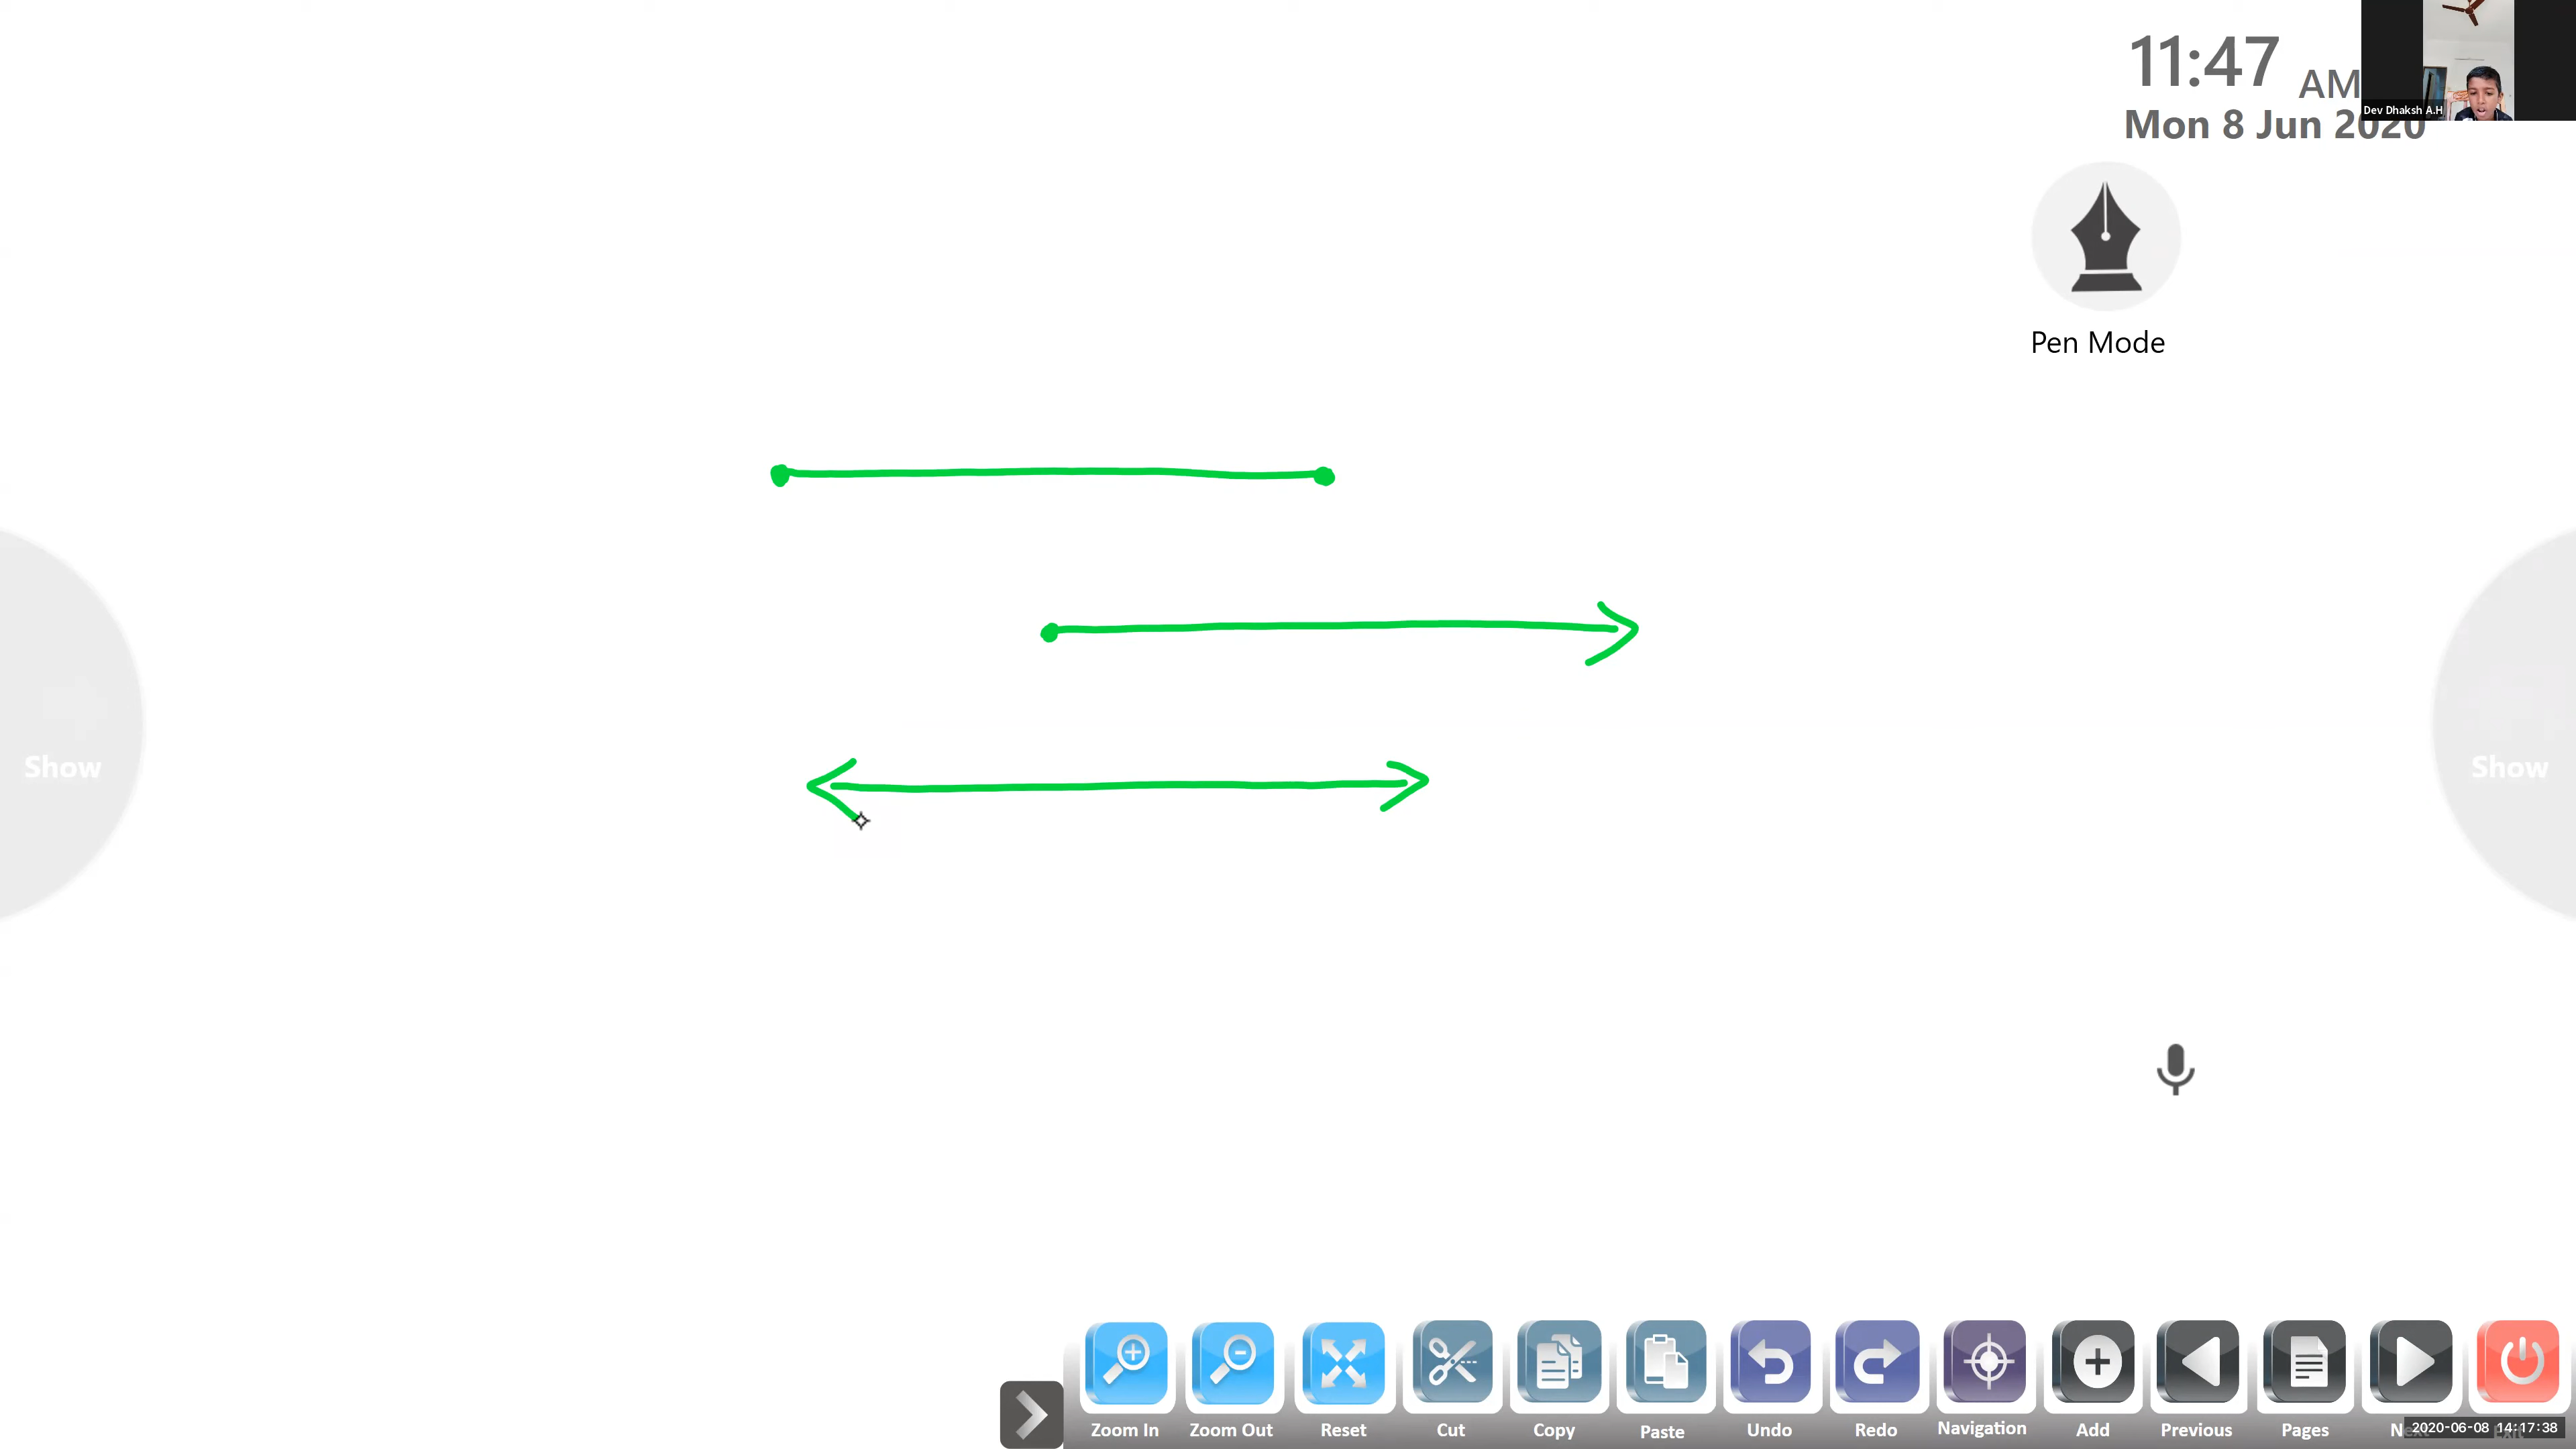 11:47 AM
Dev Dhaksh A.H
Mon 8 Jun 2020
Pen Mode
Show
Show
Zoom In Zoom Out Reset Cut Copy Paste Undo Redo Navigation Add Previous Pages
2020-06-08 14:17:38